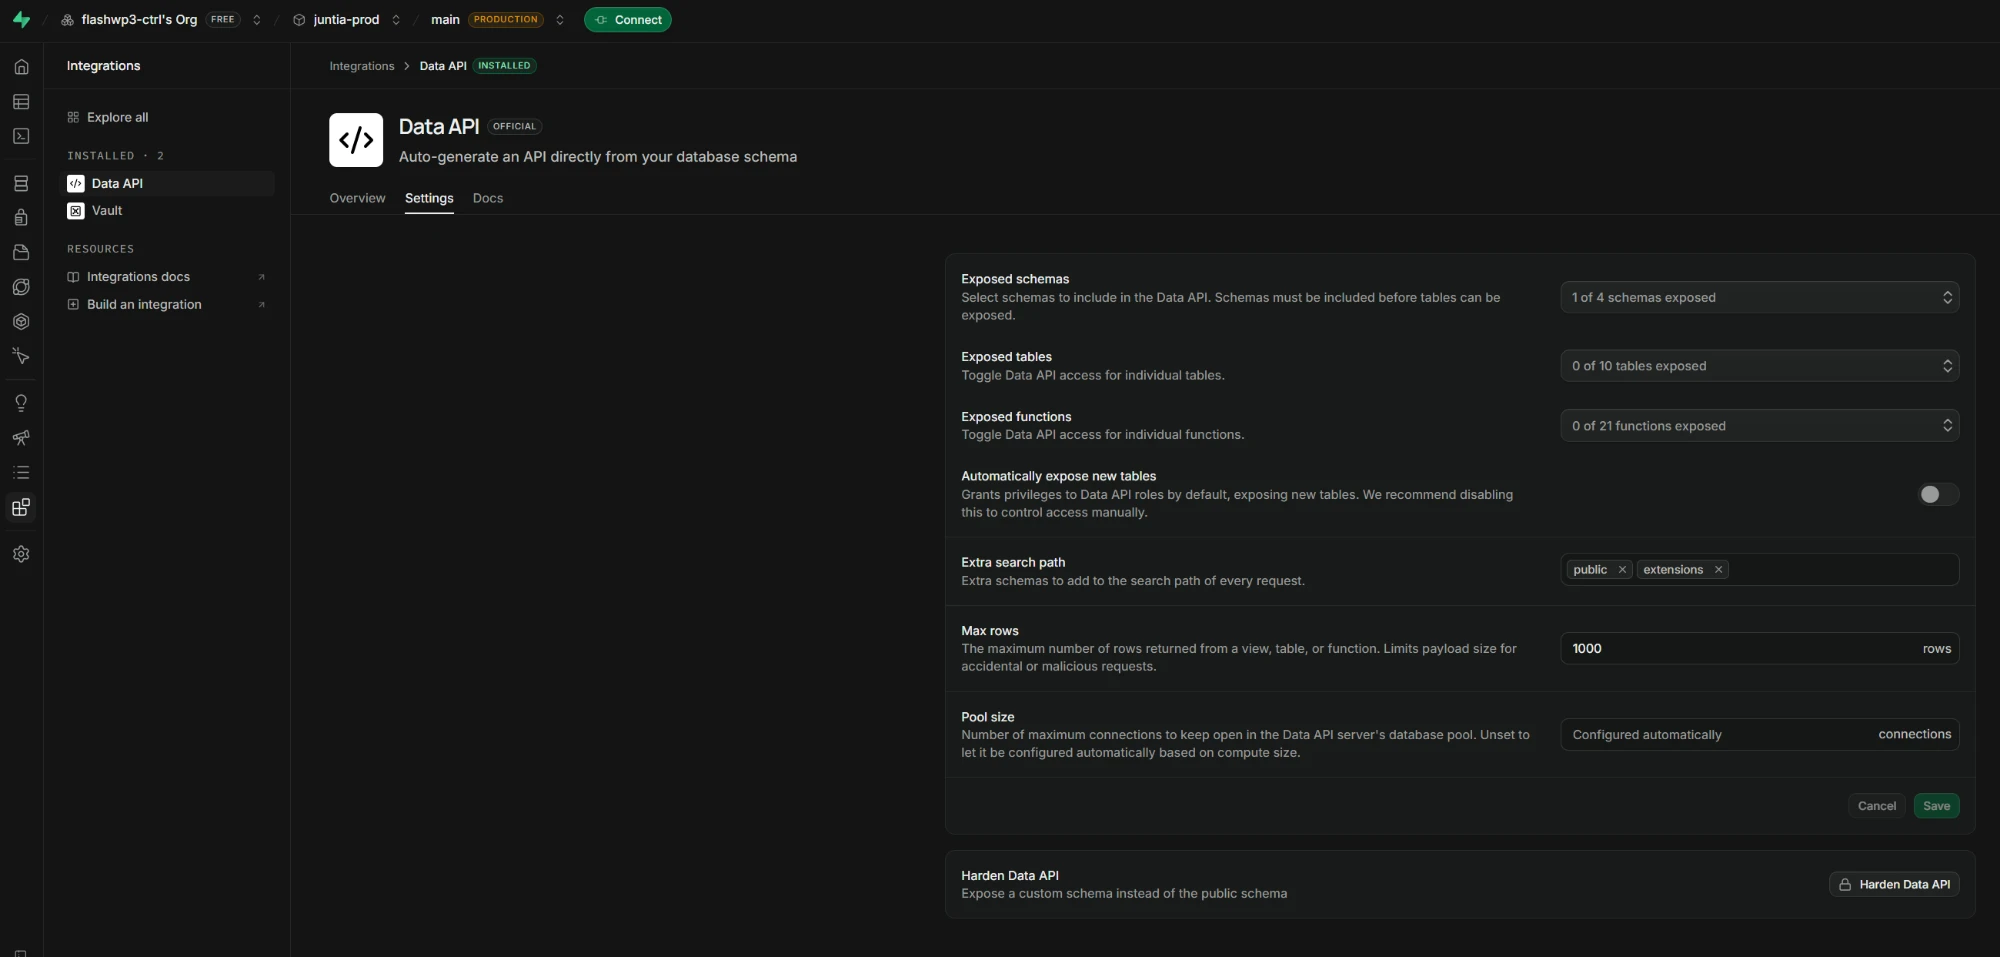 flashwp3-ctrl's Org FREE juntia-prod main PRODUCTION Connect
Integrations
Explore all
INSTALLED · 2
Data API
Vault
RESOURCES
Integrations docs
Build an integration
Integrations > Data API INSTALLED
Data API OFFICIAL
Auto-generate an API directly from your database schema
Overview Settings Docs
Exposed schemas
Select schemas to include in the Data API. Schemas must be included before tables can be
exposed.
1 of 4 schemas exposed
Exposed tables
Toggle Data API access for individual tables.
0 of 10 tables exposed
Exposed functions
Toggle Data API access for individual functions.
0 of 21 functions exposed
Automatically expose new tables
Grants privileges to Data API roles by default, exposing new tables. We recommend disabling
this to control access manually.
Extra search path
Extra schemas to add to the search path of every request.
public × extensions ×
Max rows
The maximum number of rows returned from a view, table, or function. Limits payload size for
accidental or malicious requests.
1000 rows
Pool size
Number of maximum connections to keep open in the Data API server's database pool. Unset to
let it be configured automatically based on compute size.
Configured automatically connections
Cancel Save
Harden Data API
Expose a custom schema instead of the public schema
Harden Data API